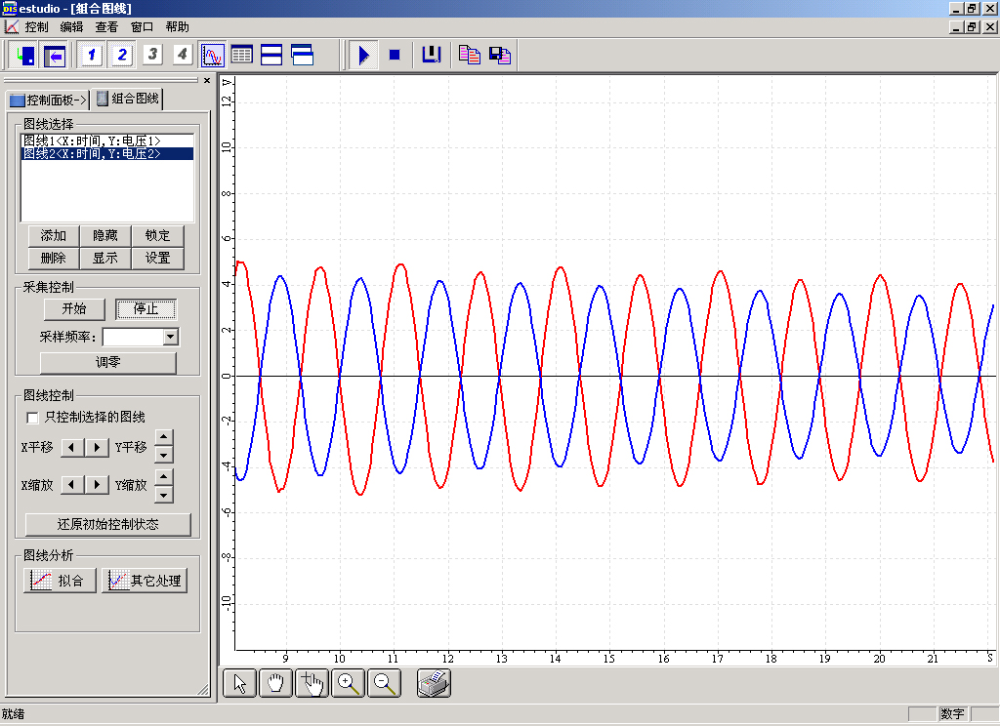 DIS estudio - [组合图线]
控制 编辑 查看 窗口 帮助
1 2 3 4
控制面板-> 组合图线
图线选择
图线1<X:时间,Y:电压1>
图线2<X:时间,Y:电压2>
添加 隐藏 锁定
删除 显示 设置
采集控制
开始 停止
采样频率:
调零
图线控制
只控制选择的图线
X平移 Y平移
X缩放 Y缩放
还原初始控制状态
图线分析
拟合 其它处理
V
12
10
8
6
4
2
0
-2
-4
-6
-8
-10
9 10 11 12 13 14 15 16 17 18 19 20 21 S
就绪 数字